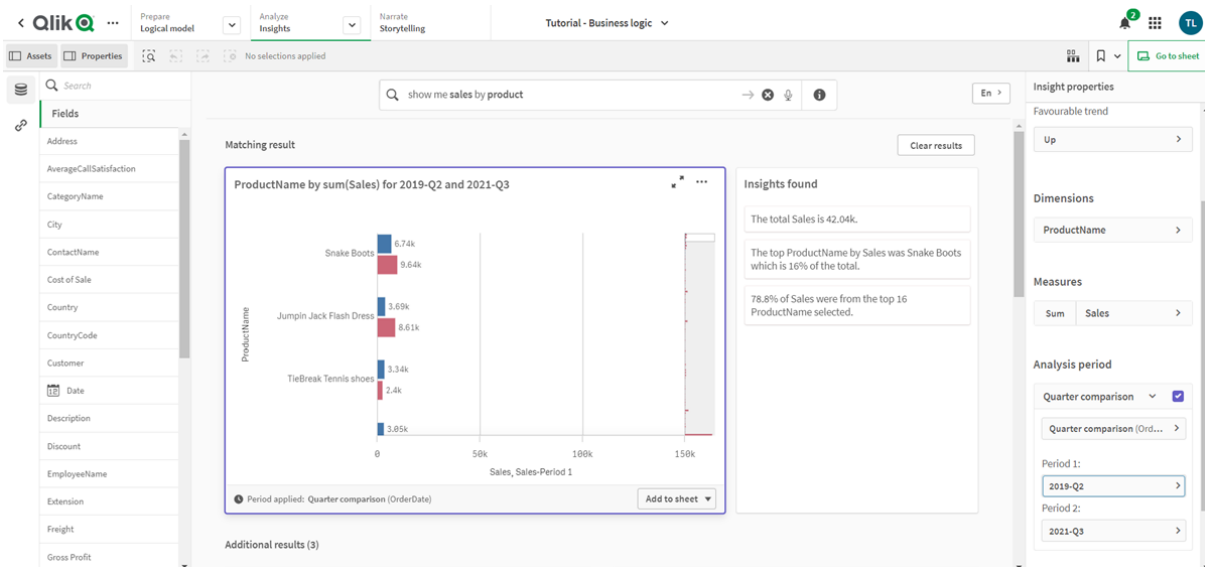 Qlik
Prepare
Logical model
Analyze
Insights
Narrate
Storytelling
Tutorial - Business logic
2
TL
Assets
Properties
No selections applied
Go to sheet
Search
Fields
Address
AverageCallSatisfaction
CategoryName
City
ContactName
Cost of Sale
Country
CountryCode
Customer
Date
Description
Discount
EmployeeName
Extension
Freight
Gross Profit
show me sales by product
En
Matching result
Clear results
ProductName by sum(Sales) for 2019-Q2 and 2021-Q3
ProductName
Snake Boots
6.74k
9.64k
Jumpin Jack Flash Dress
3.69k
8.61k
TieBreak Tennis shoes
3.34k
2.4k
3.05k
0
50k
100k
150k
Sales, Sales-Period 1
Period applied: Quarter comparison (OrderDate)
Add to sheet
Insights found
The total Sales is 42.04k.
The top ProductName by Sales was Snake Boots
which is 16% of the total.
78.8% of Sales were from the top 16
ProductName selected.
Additional results (3)
Insight properties
Favourable trend
Up
Dimensions
ProductName
Measures
Sum
Sales
Analysis period
Quarter comparison
Quarter comparison (Ord...
Period 1:
2019-Q2
Period 2:
2021-Q3